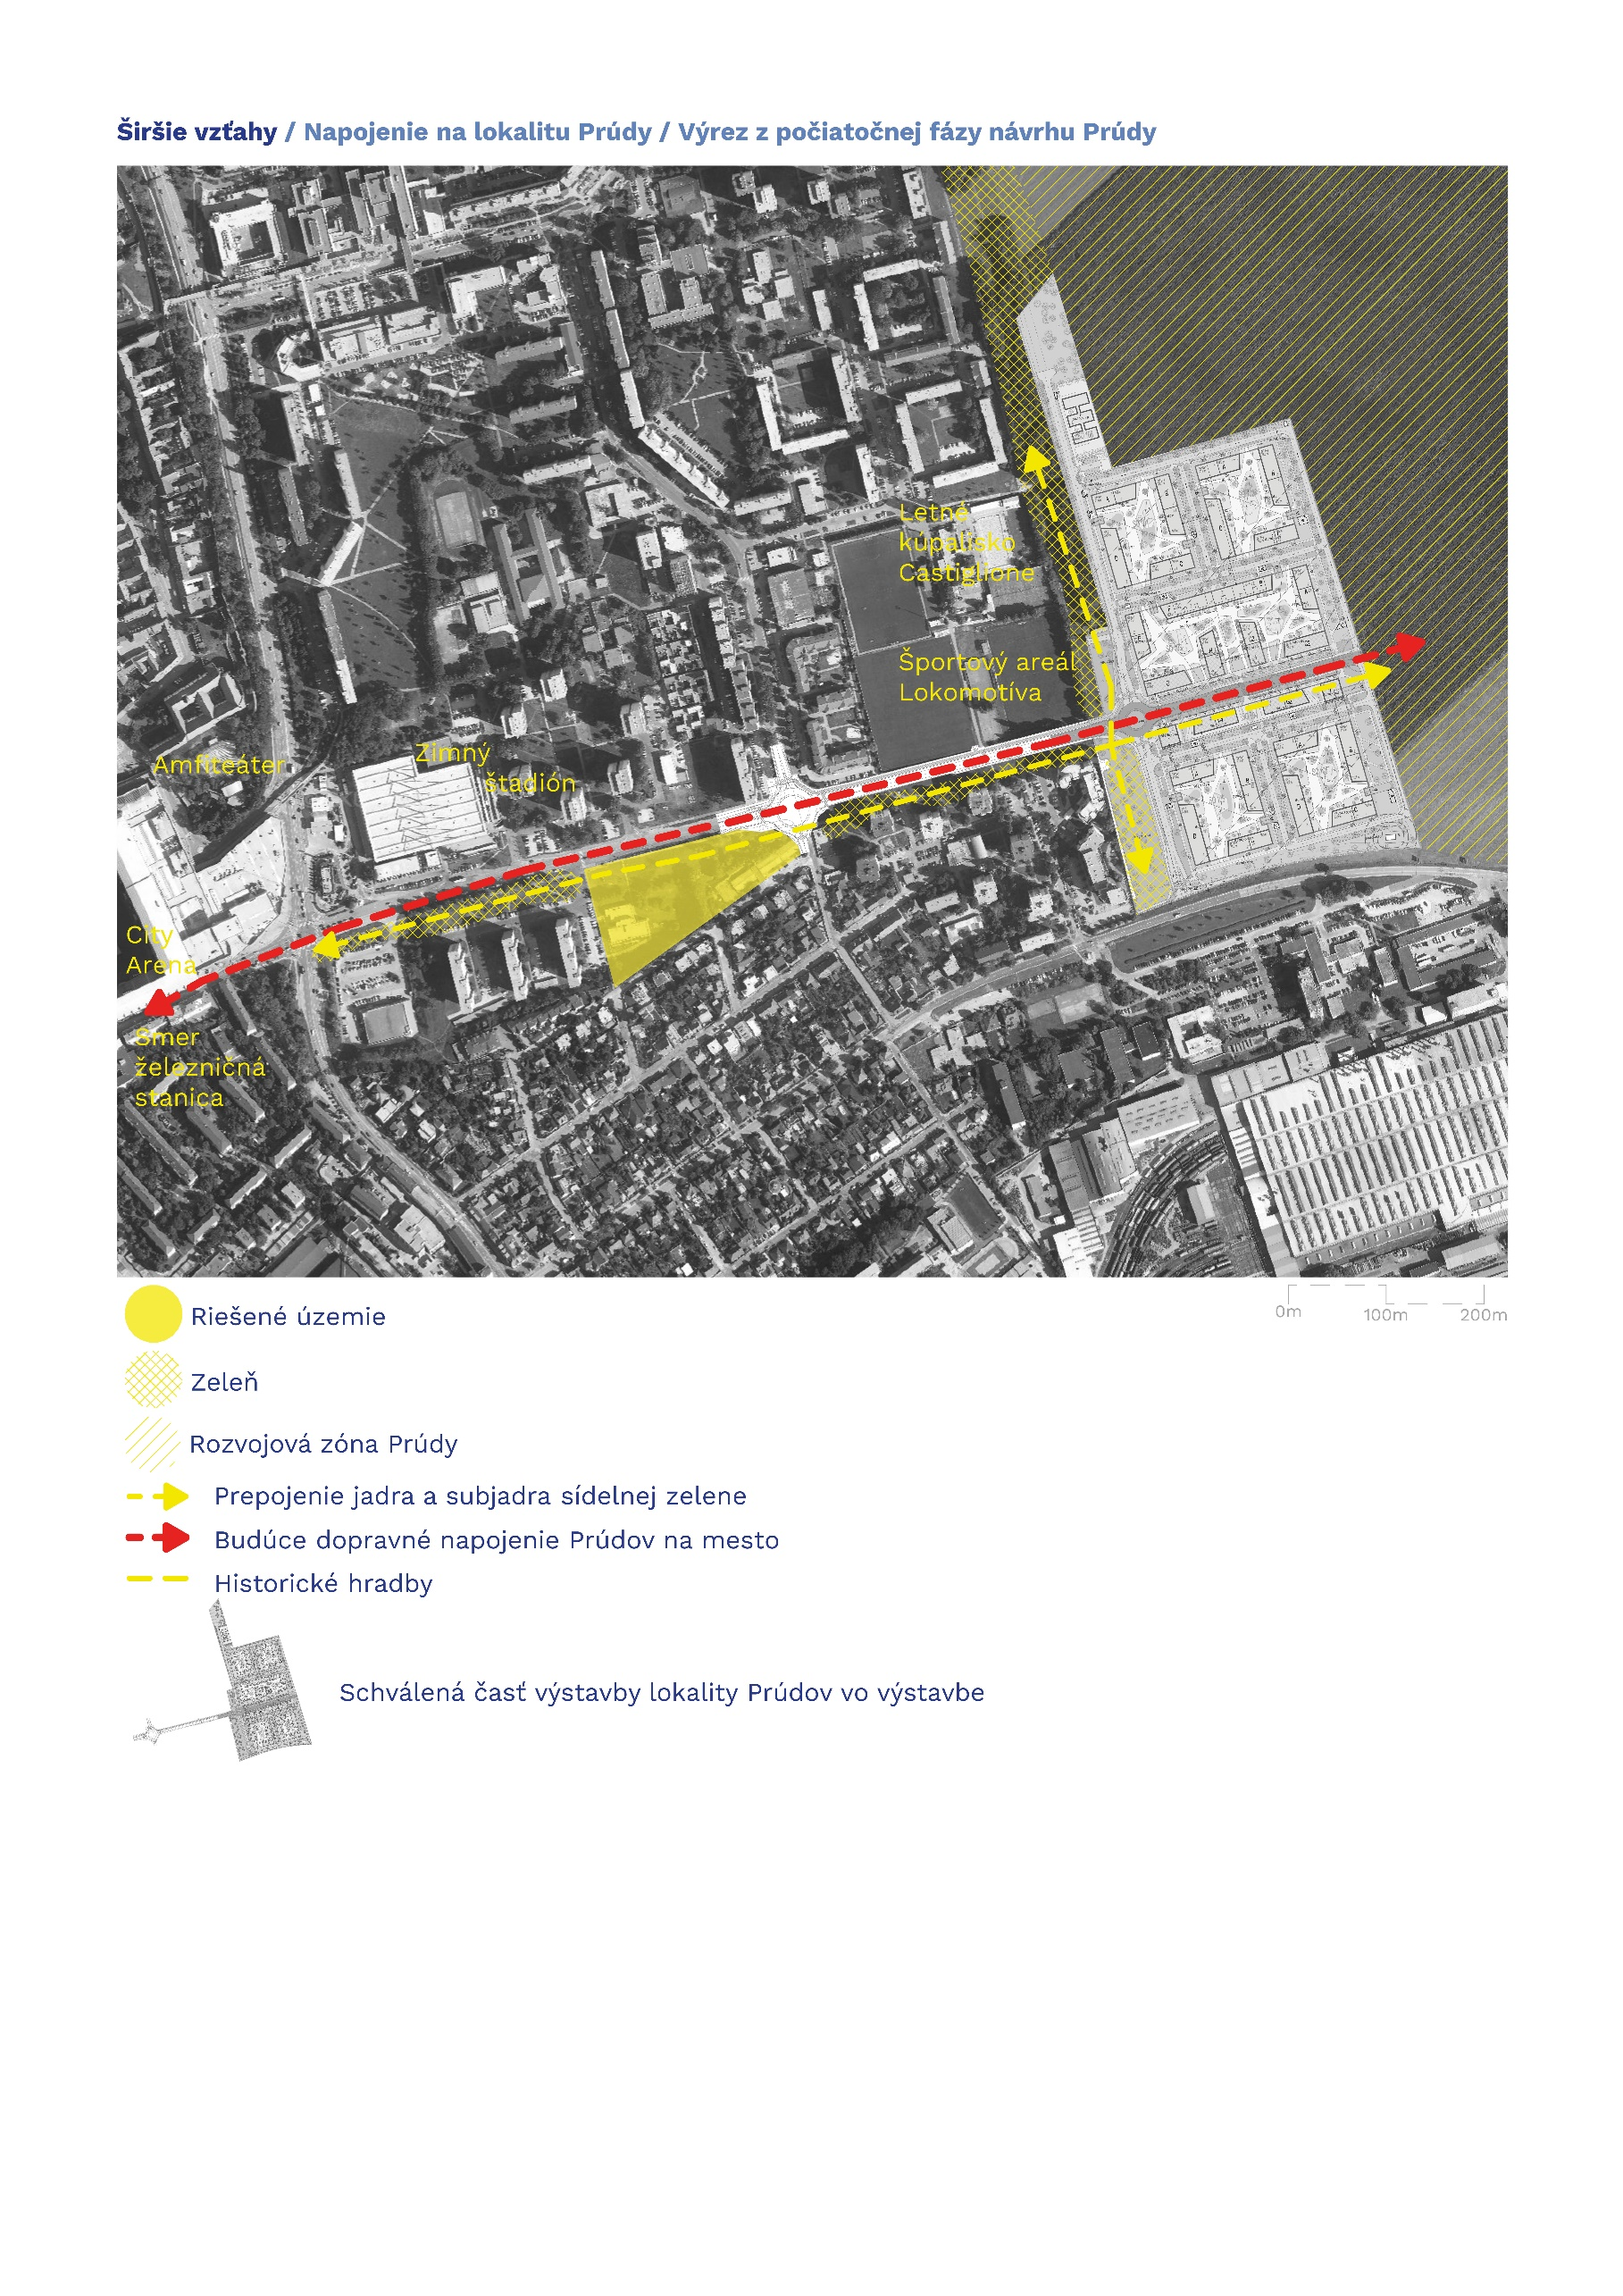 Širšie vzťahy / Napojenie na lokalitu Prúdy / Výrez z počiatočnej fázy návrhu Prúdy
Letné
kúpalisko
Castiglione
Športový areál
Lokomotíva
Zimný
štadión
Amfiteáter
City
Arena
Smer
železničná
stanica
0m
100m
200m
Riešené územie
Zeleň
Rozvojová zóna Prúdy
Prepojenie jadra a subjadra sídelnej zelene
Budúce dopravné napojenie Prúdov na mesto
Historické hradby
Schválená časť výstavby lokality Prúdov vo výstavbe